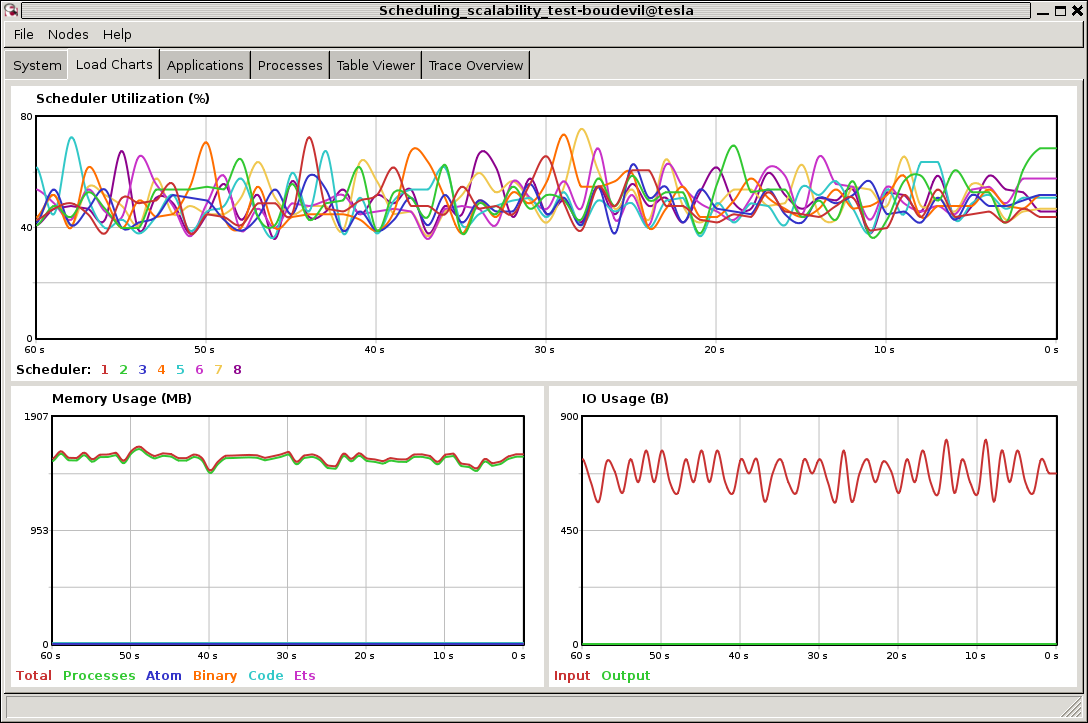 Scheduling_scalability_test-boudevil@tesla
File Nodes Help
System Load Charts Applications Processes Table Viewer Trace Overview
Scheduler Utilization (%)
80
40
0
60 s 50 s 40 s 30 s 20 s 10 s 0 s
Scheduler: 1 2 3 4 5 6 7 8
Memory Usage (MB)
1907
953
0
60 s 50 s 40 s 30 s 20 s 10 s 0 s
Total Processes Atom Binary Code Ets
IO Usage (B)
900
450
0
60 s 50 s 40 s 30 s 20 s 10 s 0 s
Input Output